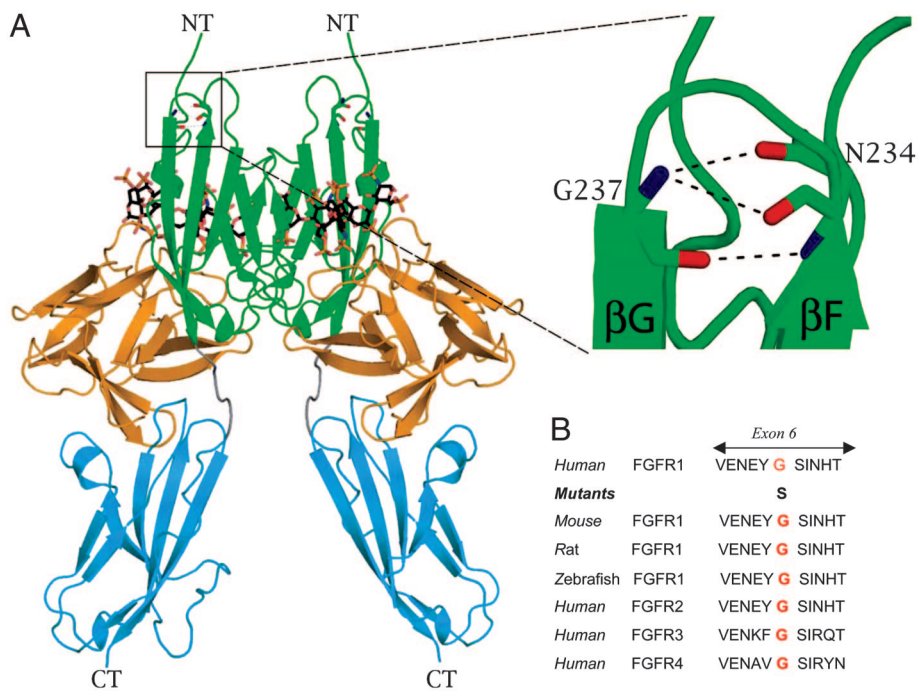 A
NT
NT
G237
N234
βG
βF
CT
CT
B
Exon 6
Human FGFR1 VENEY G SINHT
Mutants S
Mouse FGFR1 VENEY G SINHT
Rat FGFR1 VENEY G SINHT
Zebrafish FGFR1 VENEY G SINHT
Human FGFR2 VENEY G SINHT
Human FGFR3 VENKF G SIRQT
Human FGFR4 VENAV G SIRYN